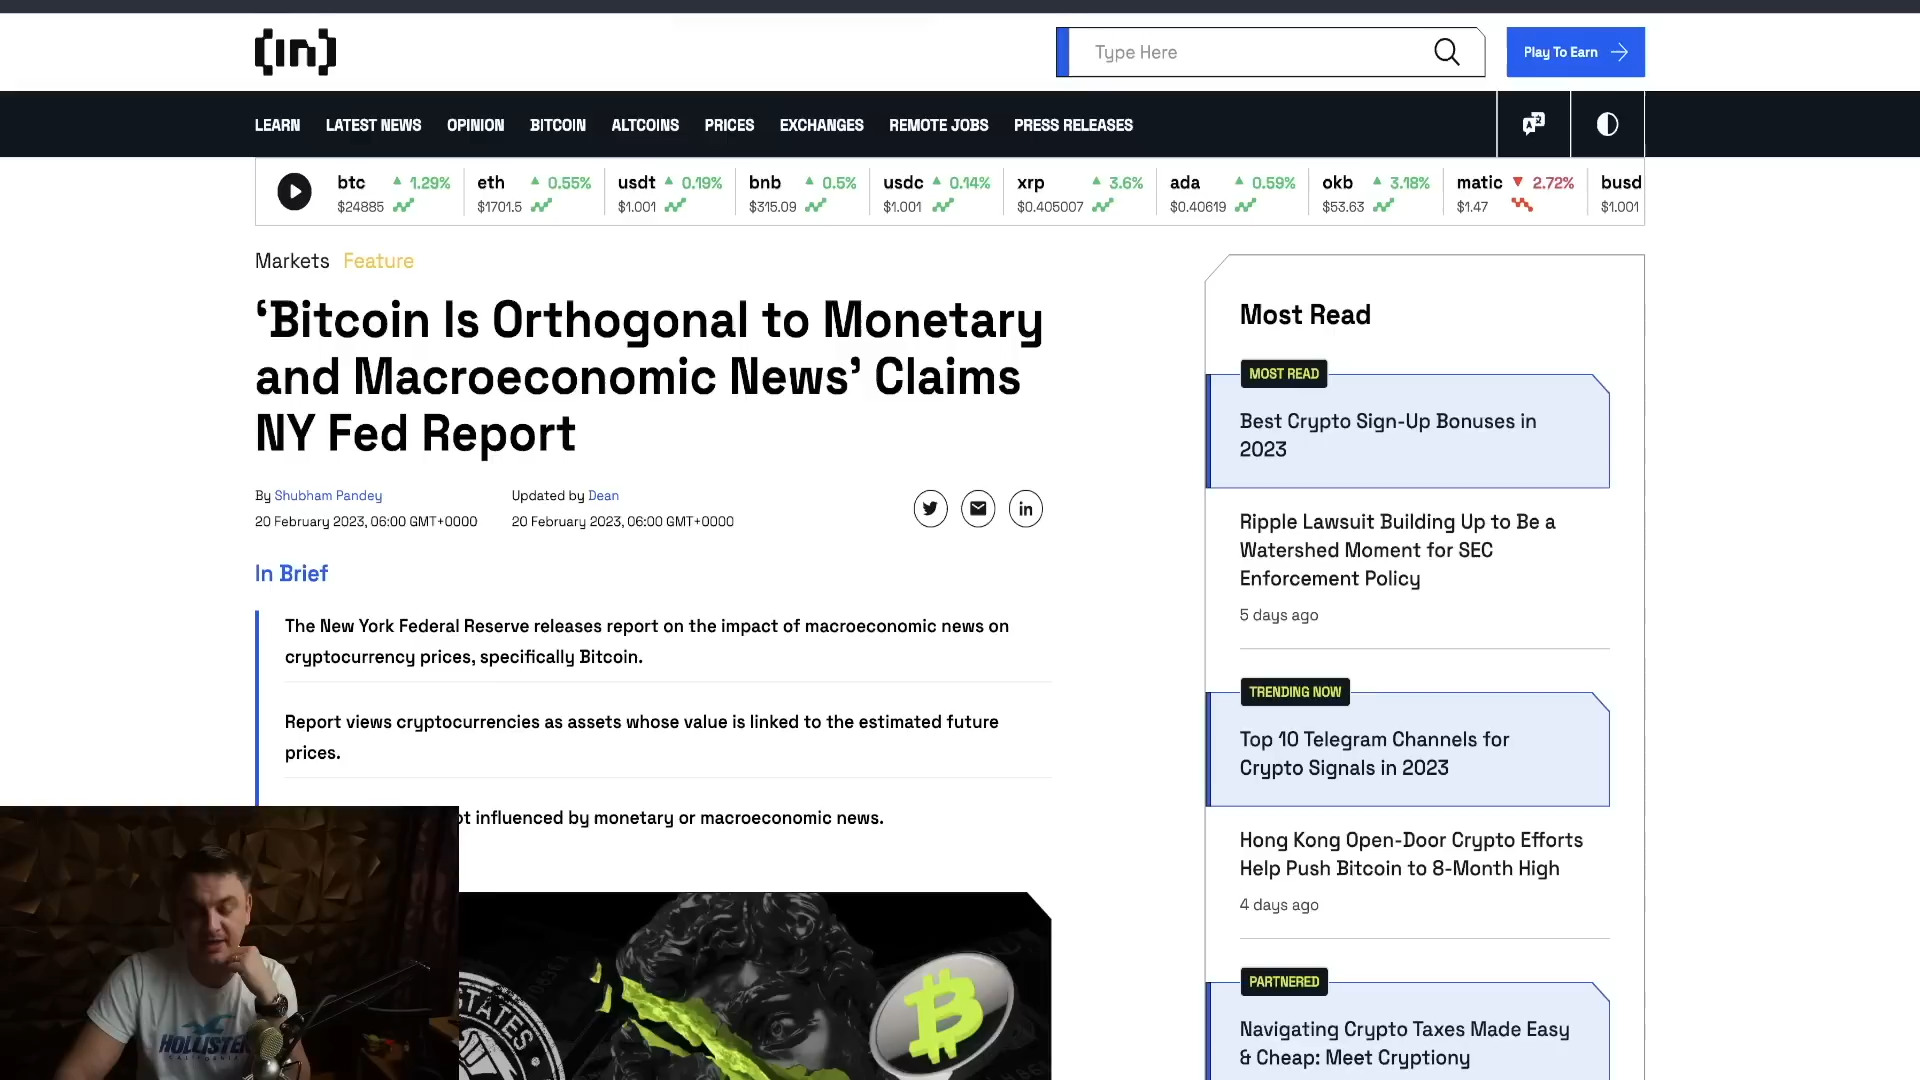 [in]
Type Here
Play To Earn
LEARN LATEST NEWS OPINION BITCOIN ALTCOINS PRICES EXCHANGES REMOTE JOBS PRESS RELEASES
btc 1.29% eth 0.55% usdt 0.19% bnb 0.5% usdc 0.14% xrp 3.6% ada 0.59% okb 3.18% matic 2.72% busd
$24885 $1701.5 $1.001 $315.09 $1.001 $0.405007 $0.40619 $53.63 $1.47 $1.001
Markets Feature
‘Bitcoin Is Orthogonal to Monetary
and Macroeconomic News’ Claims
NY Fed Report
By Shubham Pandey
20 February 2023, 06:00 GMT+0000
Updated by Dean
20 February 2023, 06:00 GMT+0000
In Brief
The New York Federal Reserve releases report on the impact of macroeconomic news on
cryptocurrency prices, specifically Bitcoin.
Report views cryptocurrencies as assets whose value is linked to the estimated future
prices.
influenced by monetary or macroeconomic news.
HOLLISTER
CALIFORNIA
STATES
Most Read
MOST READ
Best Crypto Sign-Up Bonuses in
2023
Ripple Lawsuit Building Up to Be a
Watershed Moment for SEC
Enforcement Policy
5 days ago
TRENDING NOW
Top 10 Telegram Channels for
Crypto Signals in 2023
Hong Kong Open-Door Crypto Efforts
Help Push Bitcoin to 8-Month High
4 days ago
PARTNERED
Navigating Crypto Taxes Made Easy
& Cheap: Meet Cryptiony